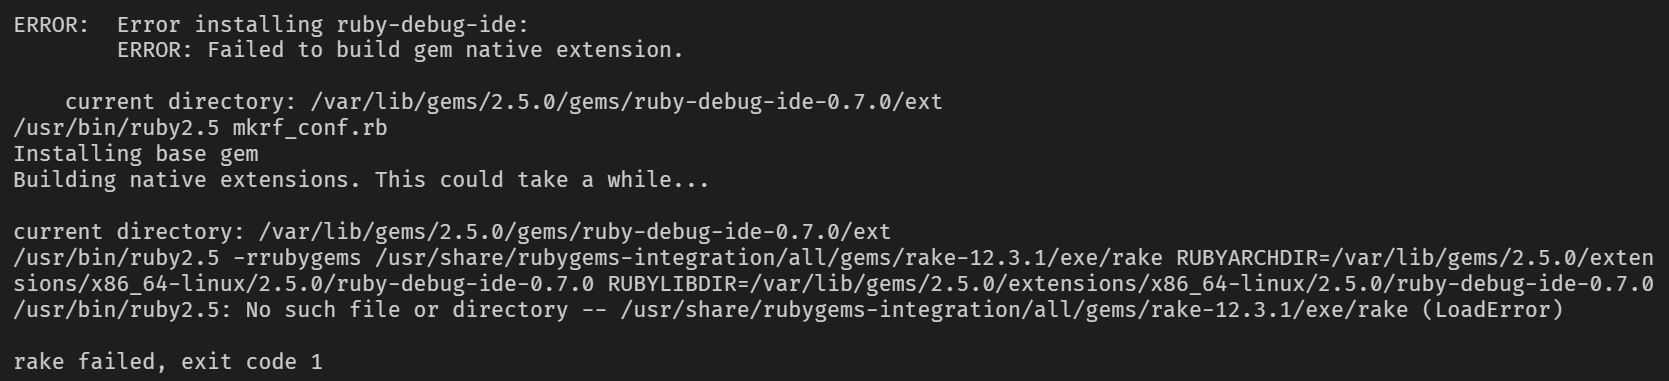 ERROR:  Error installing ruby-debug-ide:
        ERROR: Failed to build gem native extension.
    current directory: /var/lib/gems/2.5.0/gems/ruby-debug-ide-0.7.0/ext
/usr/bin/ruby2.5 mkrf_conf.rb
Installing base gem
Building native extensions. This could take a while...
current directory: /var/lib/gems/2.5.0/gems/ruby-debug-ide-0.7.0/ext
/usr/bin/ruby2.5 -rrubygems /usr/share/rubygems-integration/all/gems/rake-12.3.1/exe/rake RUBYARCHDIR=/var/lib/gems/2.5.0/exten
sions/x86_64-linux/2.5.0/ruby-debug-ide-0.7.0 RUBYLIBDIR=/var/lib/gems/2.5.0/extensions/x86_64-linux/2.5.0/ruby-debug-ide-0.7.0
/usr/bin/ruby2.5: No such file or directory -- /usr/share/rubygems-integration/all/gems/rake-12.3.1/exe/rake (LoadError)
rake failed, exit code 1